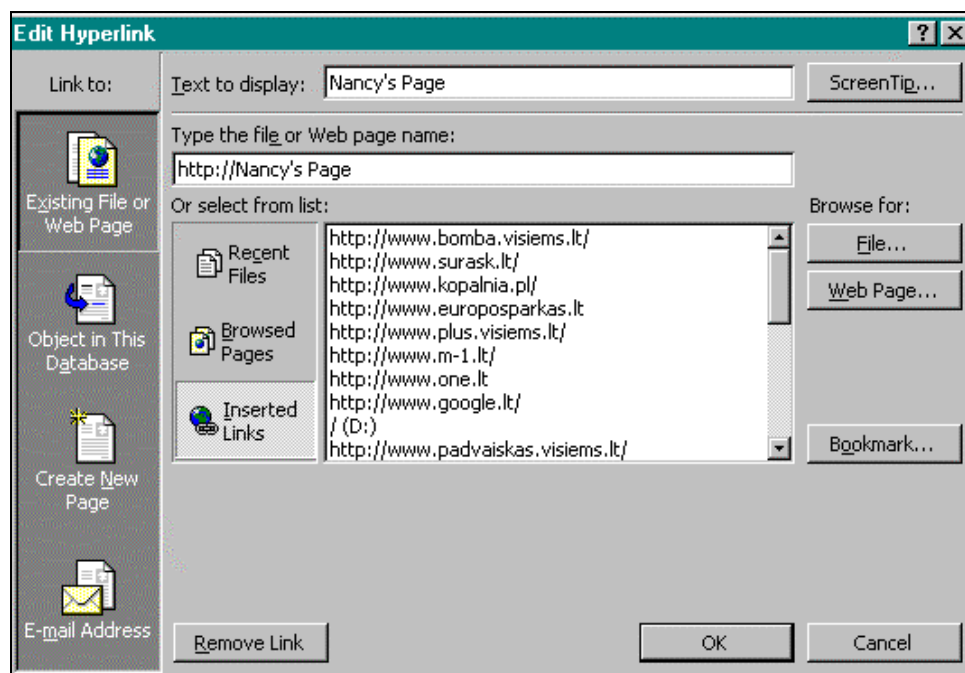 Edit Hyperlink
Link to:
Text to display:
Nancy's Page
ScreenTip...
Existing File or
Web Page
Type the file or Web page name:
http://Nancy's Page
Or select from list:
Browse for:
Recent
Files
Browsed
Pages
Inserted
Links
http://www.bomba.visiems.lt/
http://www.surask.lt/
http://www.kopalnia.pl/
http://www.europosparkas.lt
http://www.plus.visiems.lt/
http://www.m-1.lt/
http://www.one.lt
http://www.google.lt/
/ (D:)
http://www.padvaiskas.visiems.lt/
File...
Web Page...
Bookmark...
Object in This
Database
Create New
Page
E-mail Address
Remove Link
OK
Cancel